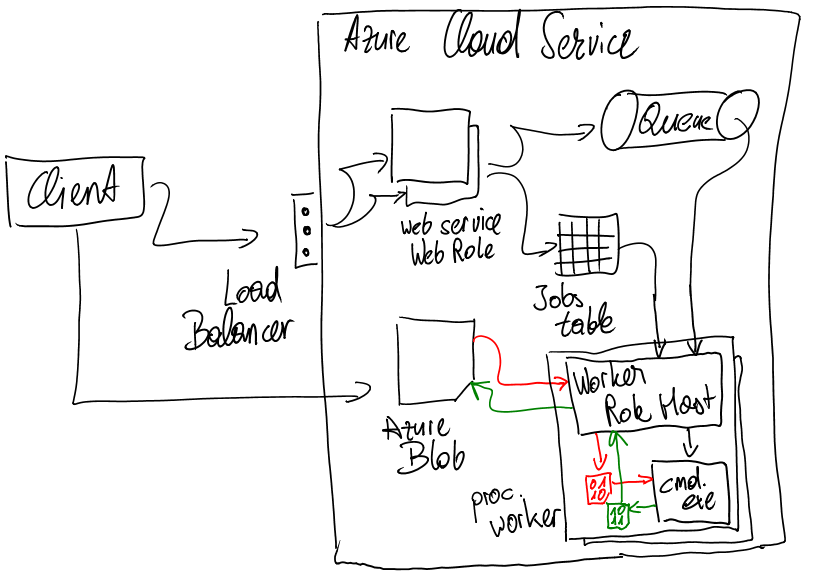 Azure Cloud Service
Queue
Client
web service
Web Role
Load
Balancer
Jobs
table
Worker
Role Host
Azure
Blob
cmd.
exe
proc.
worker
01
10
10
11